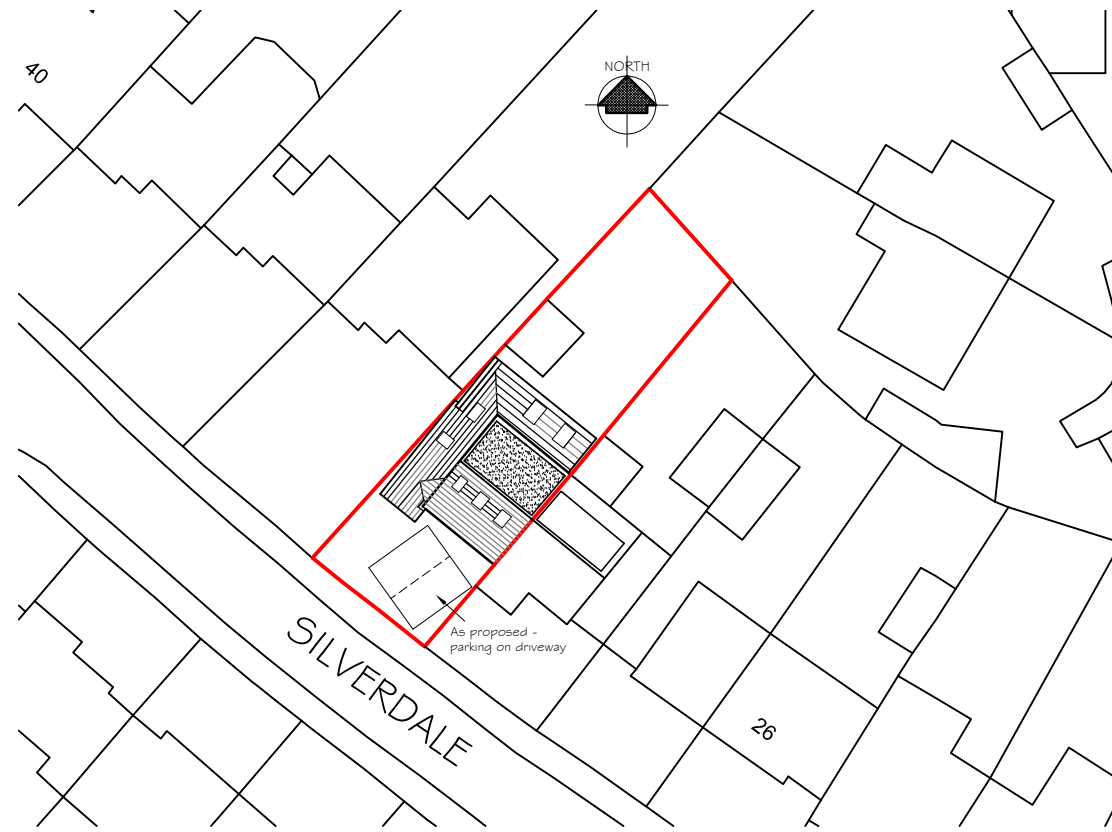 40
NORTH
As proposed -
parking on driveway
SILVERDALE
26